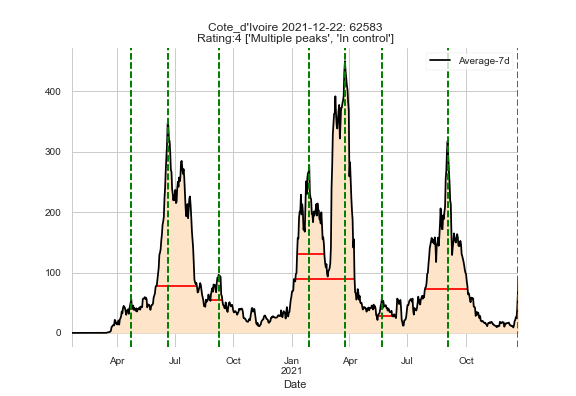 Cote_d'Ivoire 2021-12-22: 62583
Rating:4 ['Multiple peaks', 'In control']
Average-7d
400
300
200
100
0
Apr
Jul
Oct
Jan
2021
Apr
Jul
Oct
Date